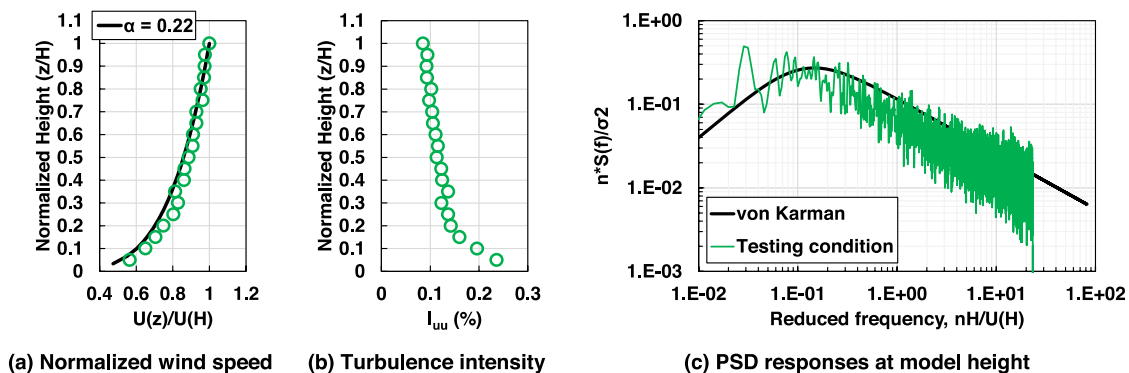 α = 0.22
Normalized Height (z/H)
1.1
1
0.9
0.8
0.7
0.6
0.5
0.4
0.3
0.2
0.1
0
0.4 0.6 0.8 1
U(z)/U(H)
(a) Normalized wind speed
Normalized Height (z/H)
1.1
1
0.9
0.8
0.7
0.6
0.5
0.4
0.3
0.2
0.1
0
0 0.1 0.2 0.3
Iuu (%)
(b) Turbulence intensity
n*S(f)/σ2
1.E+00
1.E-01
1.E-02
1.E-03
von Karman
Testing condition
1.E-02 1.E-01 1.E+00 1.E+01 1.E+02
Reduced frequency, nH/U(H)
(c) PSD responses at model height